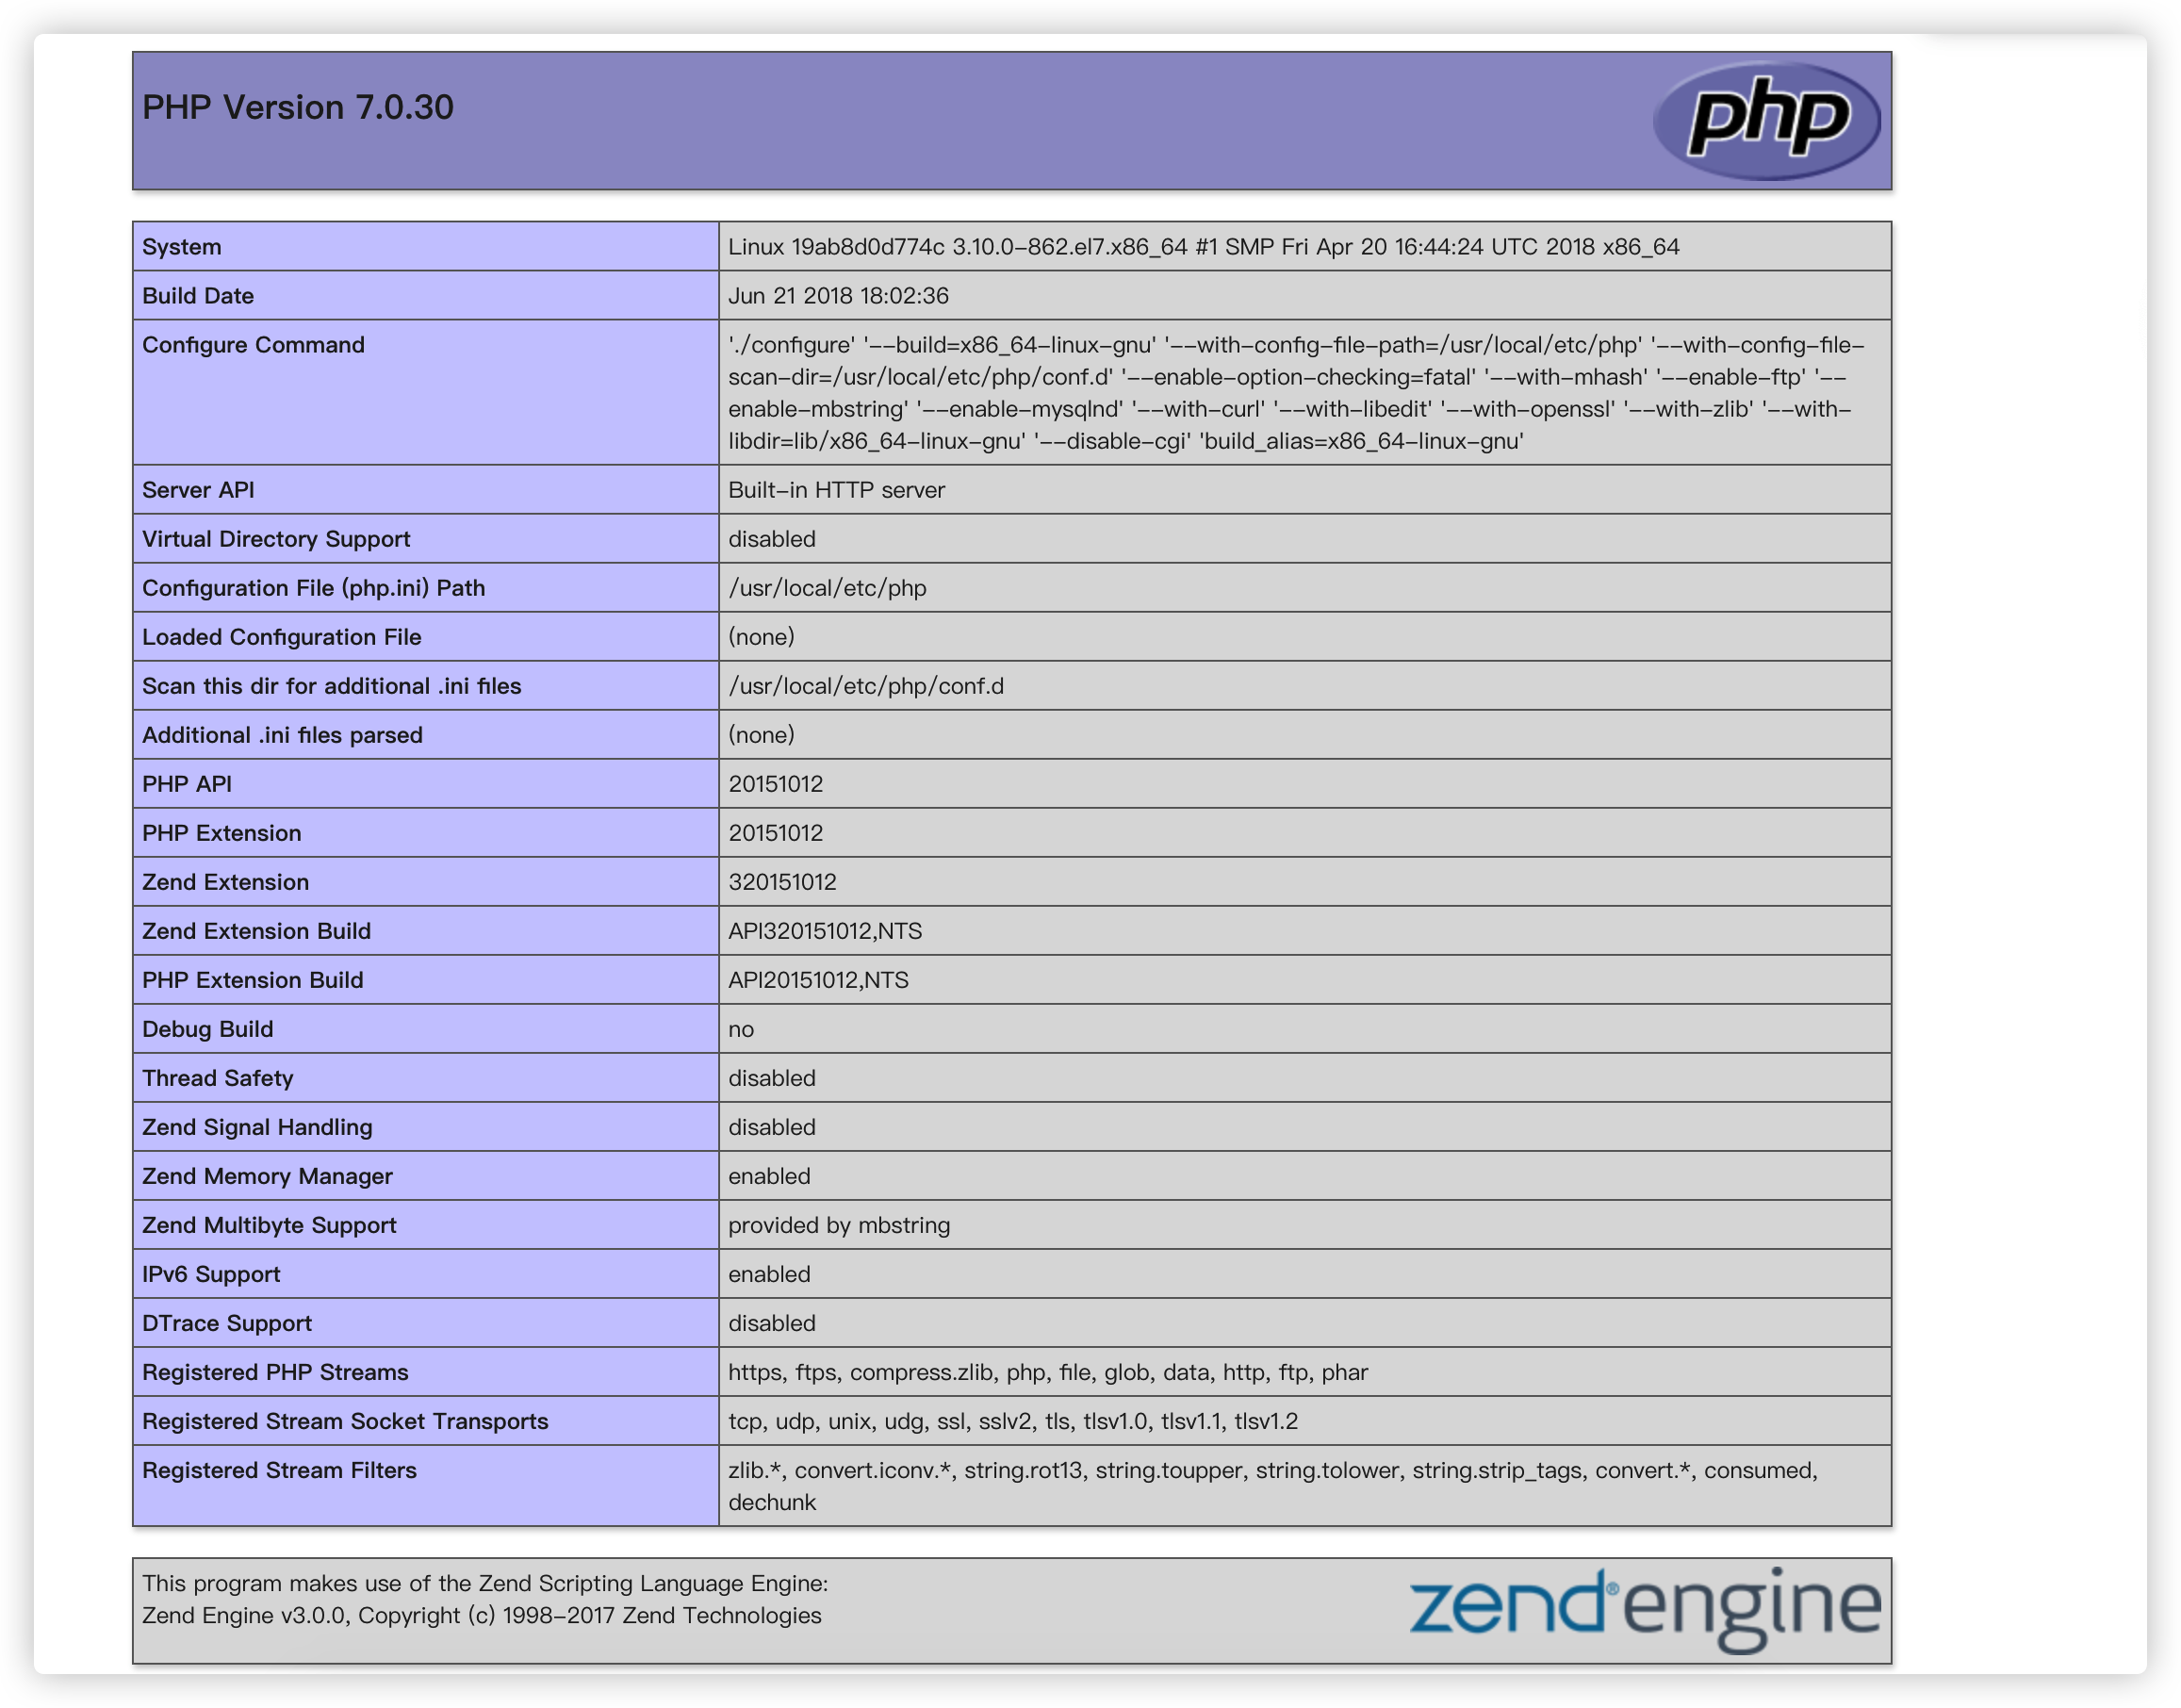 PHP Version 7.0.30
php
System Linux 19ab8d0d774c 3.10.0-862.el7.x86_64 #1 SMP Fri Apr 20 16:44:24 UTC 2018 x86_64
Build Date Jun 21 2018 18:02:36
Configure Command './configure' '--build=x86_64-linux-gnu' '--with-config-file-path=/usr/local/etc/php' '--with-config-file-
scan-dir=/usr/local/etc/php/conf.d' '--enable-option-checking=fatal' '--with-mhash' '--enable-ftp' '--
enable-mbstring' '--enable-mysqlnd' '--with-curl' '--with-libedit' '--with-openssl' '--with-zlib' '--with-
libdir=lib/x86_64-linux-gnu' '--disable-cgi' 'build_alias=x86_64-linux-gnu'
Server API Built-in HTTP server
Virtual Directory Support disabled
Configuration File (php.ini) Path /usr/local/etc/php
Loaded Configuration File (none)
Scan this dir for additional .ini files /usr/local/etc/php/conf.d
Additional .ini files parsed (none)
PHP API 20151012
PHP Extension 20151012
Zend Extension 320151012
Zend Extension Build API320151012,NTS
PHP Extension Build API20151012,NTS
Debug Build no
Thread Safety disabled
Zend Signal Handling disabled
Zend Memory Manager enabled
Zend Multibyte Support provided by mbstring
IPv6 Support enabled
DTrace Support disabled
Registered PHP Streams https, ftps, compress.zlib, php, file, glob, data, http, ftp, phar
Registered Stream Socket Transports tcp, udp, unix, udg, ssl, sslv2, tls, tlsv1.0, tlsv1.1, tlsv1.2
Registered Stream Filters zlib.*, convert.iconv.*, string.rot13, string.toupper, string.tolower, string.strip_tags, convert.*, consumed,
dechunk
This program makes use of the Zend Scripting Language Engine:
Zend Engine v3.0.0, Copyright (c) 1998-2017 Zend Technologies
zend® engine